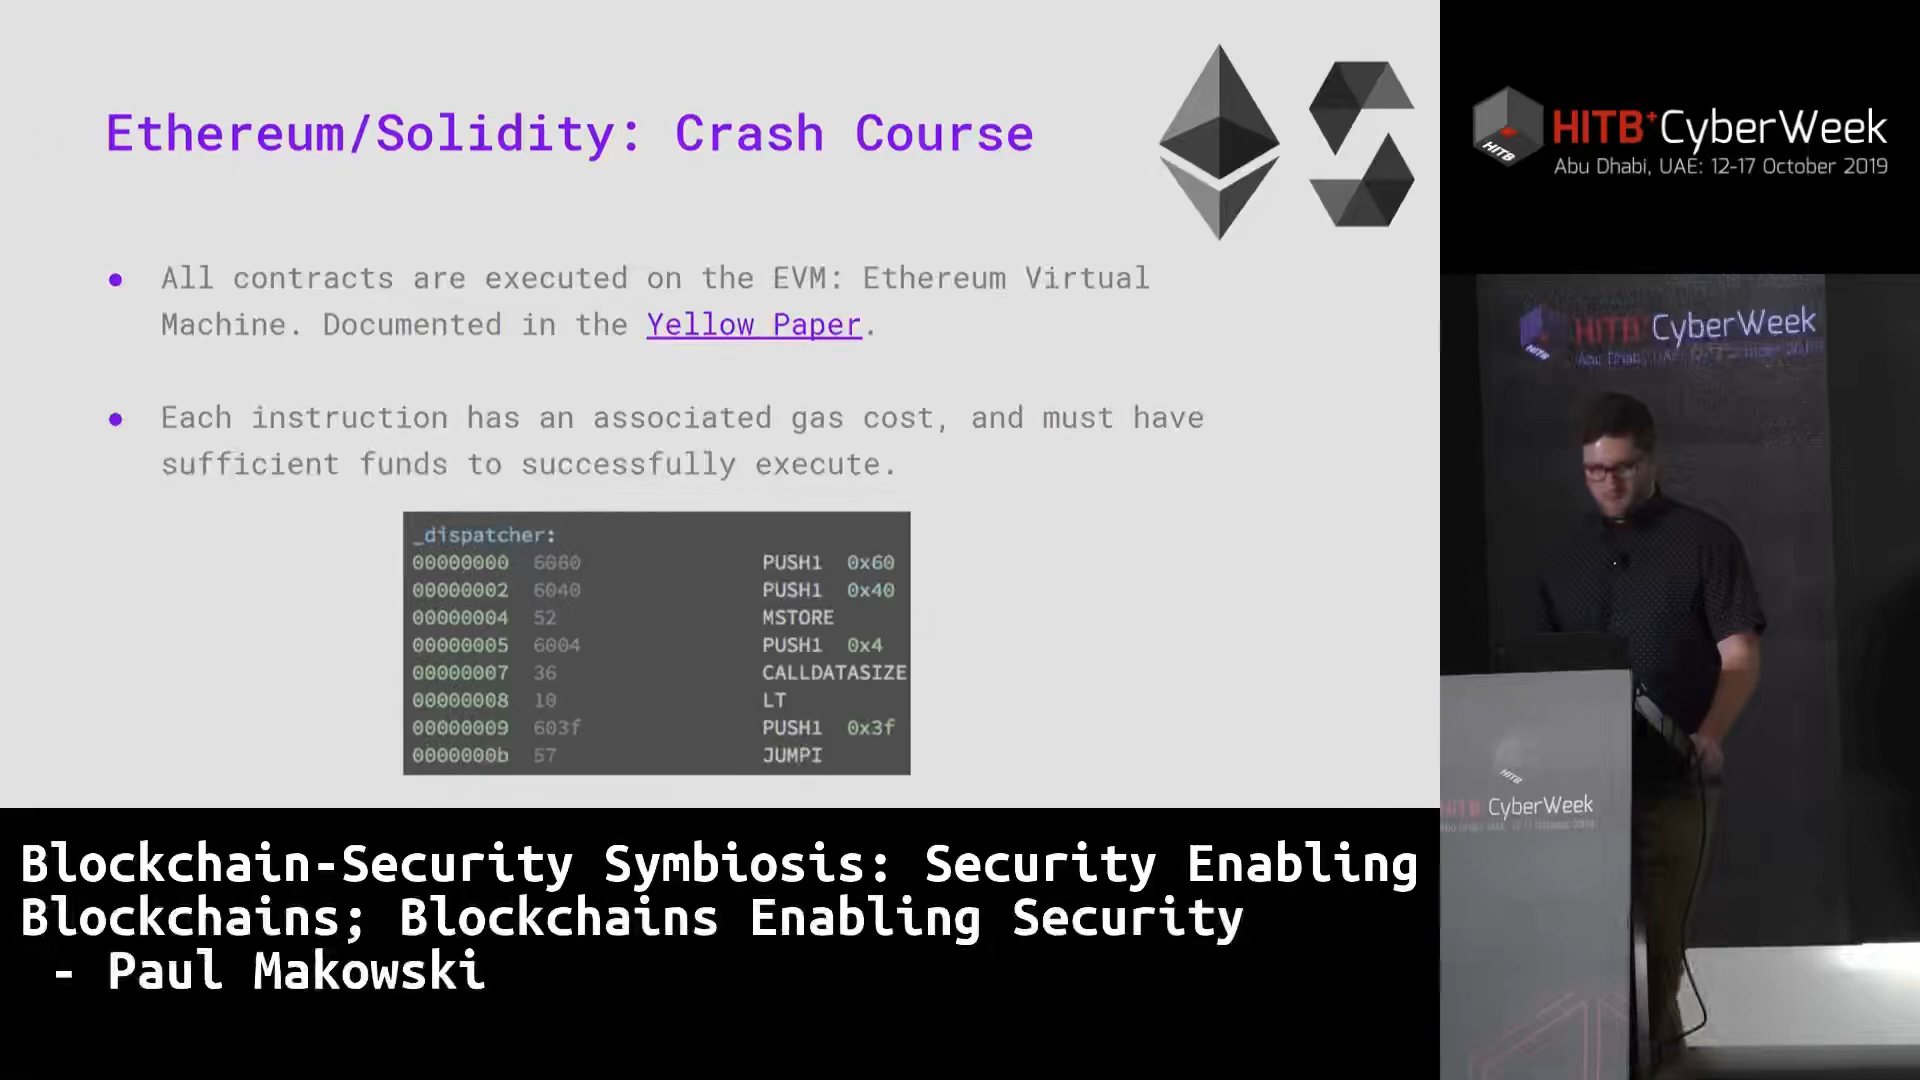 Ethereum/Solidity: Crash Course
● All contracts are executed on the EVM: Ethereum Virtual
Machine. Documented in the Yellow Paper.
● Each instruction has an associated gas cost, and must have
sufficient funds to successfully execute.
_dispatcher:
00000000 6060 PUSH1 0x60
00000002 6040 PUSH1 0x40
00000004 52 MSTORE
00000005 6004 PUSH1 0x4
00000007 36 CALLDATASIZE
00000008 10 LT
00000009 603f PUSH1 0x3f
0000000b 57 JUMPI
HITB+ CyberWeek
Abu Dhabi, UAE: 12-17 October 2019
HITB
HITB+ CyberWeek
HITB
HITB
HITB CyberWeek
Blockchain-Security Symbiosis: Security Enabling
Blockchains; Blockchains Enabling Security
- Paul Makowski